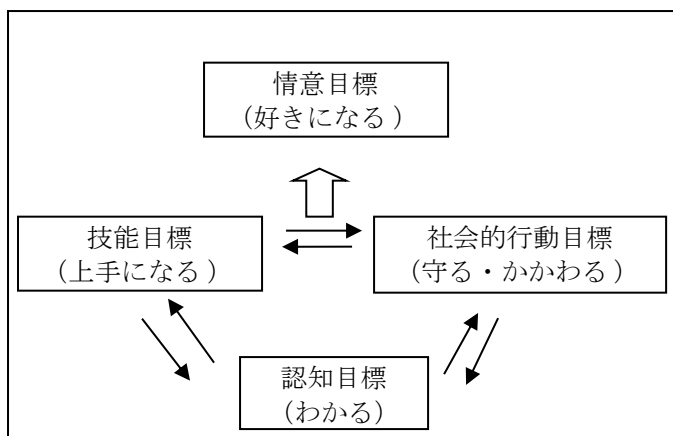 情意目標
(好きになる)
技能目標
(上手になる)
社会的行動目標
(守る・かかわる)
認知目標
(わかる)